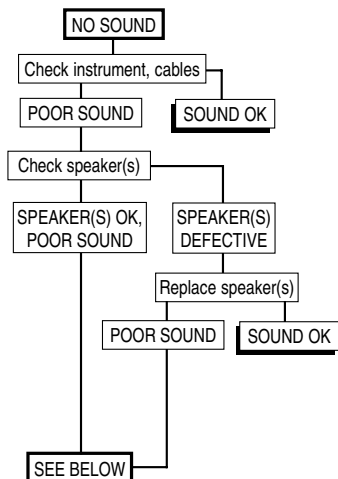 NO SOUND
Check instrument, cables
POOR SOUND
SOUND OK
Check speaker(s)
SPEAKER(S) OK,
POOR SOUND
SPEAKER(S)
DEFECTIVE
Replace speaker(s)
POOR SOUND
SOUND OK
SEE BELOW